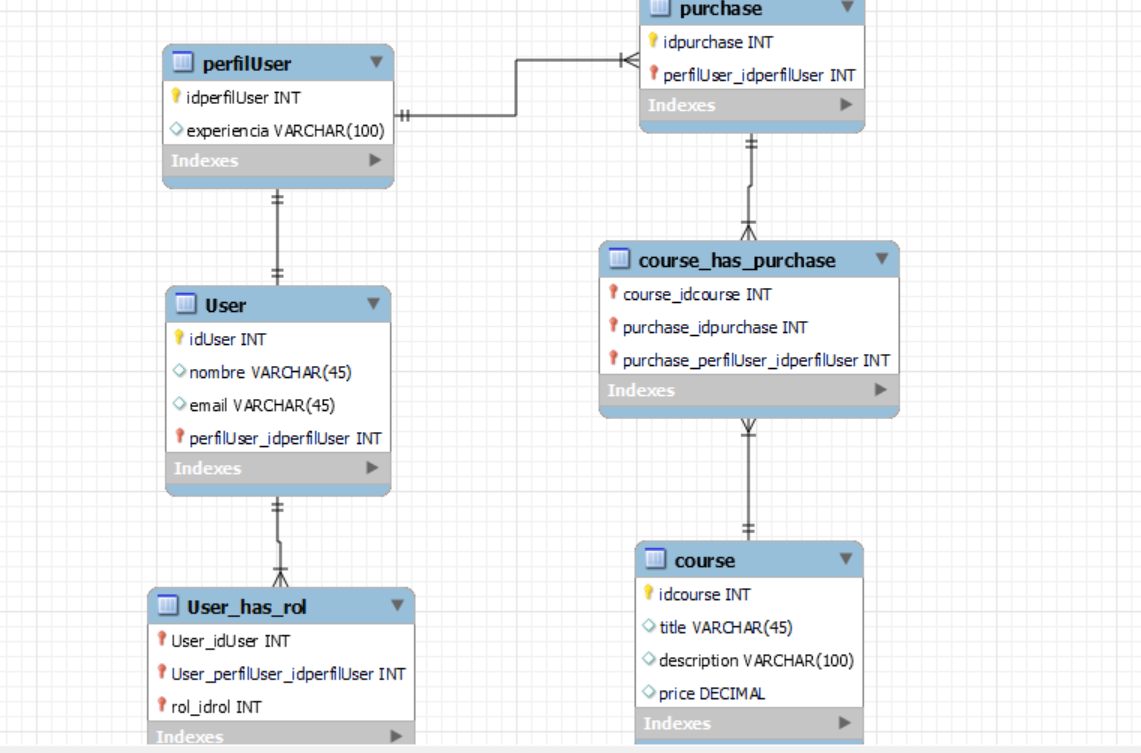 purchase
idpurchase INT
perfilUser_idperfilUser INT
Indexes
perfilUser
idperfilUser INT
experiencia VARCHAR(100)
Indexes
User
idUser INT
nombre VARCHAR(45)
email VARCHAR(45)
perfilUser_idperfilUser INT
Indexes
course_has_purchase
course_idcourse INT
purchase_idpurchase INT
purchase_perfilUser_idperfilUser INT
Indexes
User_has_rol
User_idUser INT
User_perfilUser_idperfilUser INT
rol_idrol INT
Indexes
course
idcourse INT
title VARCHAR(45)
description VARCHAR(100)
price DECIMAL
Indexes